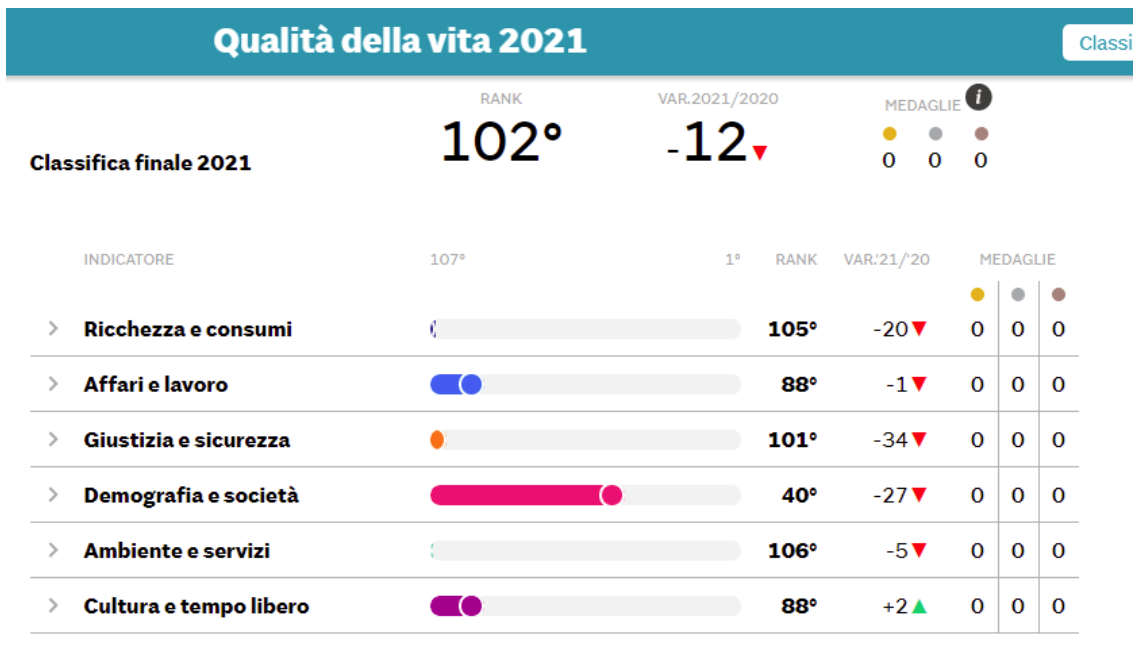 Qualità della vita 2021
Classi
RANK VAR.2021/2020 MEDAGLIE i
Classifica finale 2021 102° -12 0 0 0
INDICATORE 107° 1° RANK VAR.'21/'20 MEDAGLIE
Ricchezza e consumi 105° -20 0 0 0
Affari e lavoro 88° -1 0 0 0
Giustizia e sicurezza 101° -34 0 0 0
Demografia e società 40° -27 0 0 0
Ambiente e servizi 106° -5 0 0 0
Cultura e tempo libero 88° +2 0 0 0